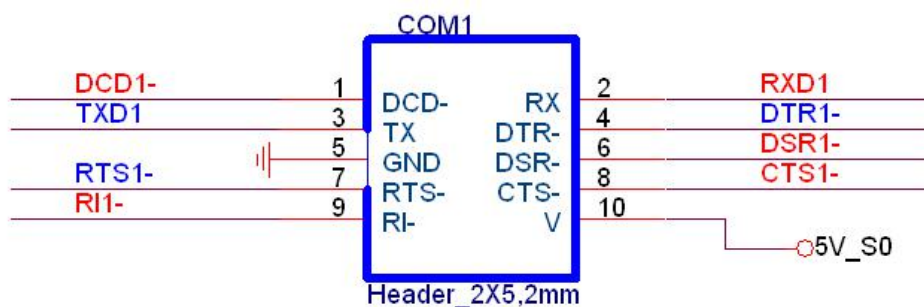 COM1
DCD1- 1 DCD- RX 2 RXD1
TXD1 3 TX DTR- 4 DTR1-
5 GND DSR- 6 DSR1-
RTS1- 7 RTS- CTS- 8 CTS1-
RI1- 9 RI- V 10
5V_S0
Header_2X5,2mm